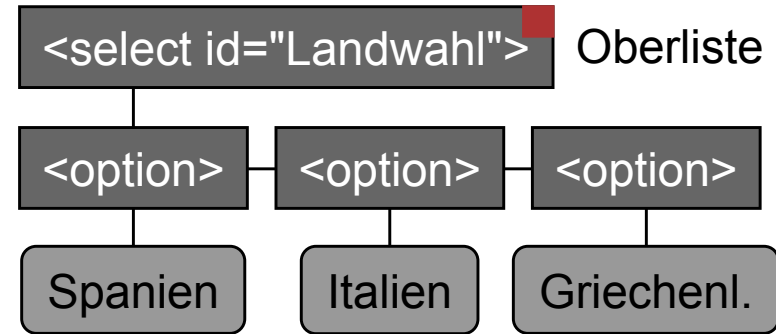 <select id="Landwahl"> Oberliste
<option> <option> <option>
Spanien Italien Griechenl.